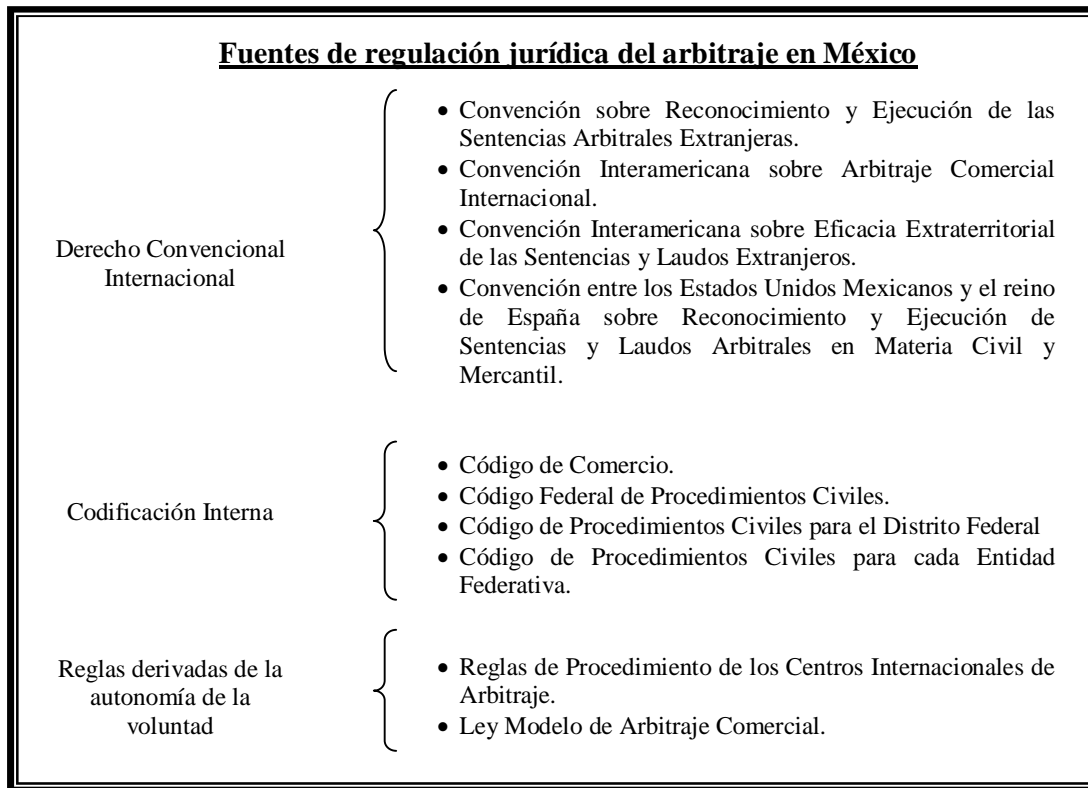 Fuentes de regulación jurídica del arbitraje en México
Derecho Convencional
Internacional
• Convención sobre Reconocimiento y Ejecución de las
Sentencias Arbitrales Extranjeras.
• Convención Interamericana sobre Arbitraje Comercial
Internacional.
• Convención Interamericana sobre Eficacia Extraterritorial
de las Sentencias y Laudos Extranjeros.
• Convención entre los Estados Unidos Mexicanos y el reino
de España sobre Reconocimiento y Ejecución de
Sentencias y Laudos Arbitrales en Materia Civil y
Mercantil.
Codificación Interna
• Código de Comercio.
• Código Federal de Procedimientos Civiles.
• Código de Procedimientos Civiles para el Distrito Federal
• Código de Procedimientos Civiles para cada Entidad
Federativa.
Reglas derivadas de la
autonomía de la
voluntad
• Reglas de Procedimiento de los Centros Internacionales de
Arbitraje.
• Ley Modelo de Arbitraje Comercial.